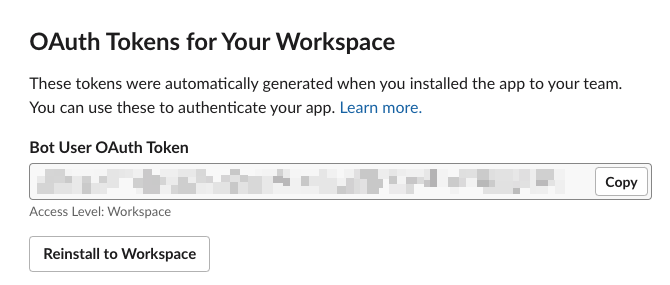 OAuth Tokens for Your Workspace
These tokens were automatically generated when you installed the app to your team.
You can use these to authenticate your app. Learn more.
Bot User OAuth Token
Copy
Access Level: Workspace
Reinstall to Workspace